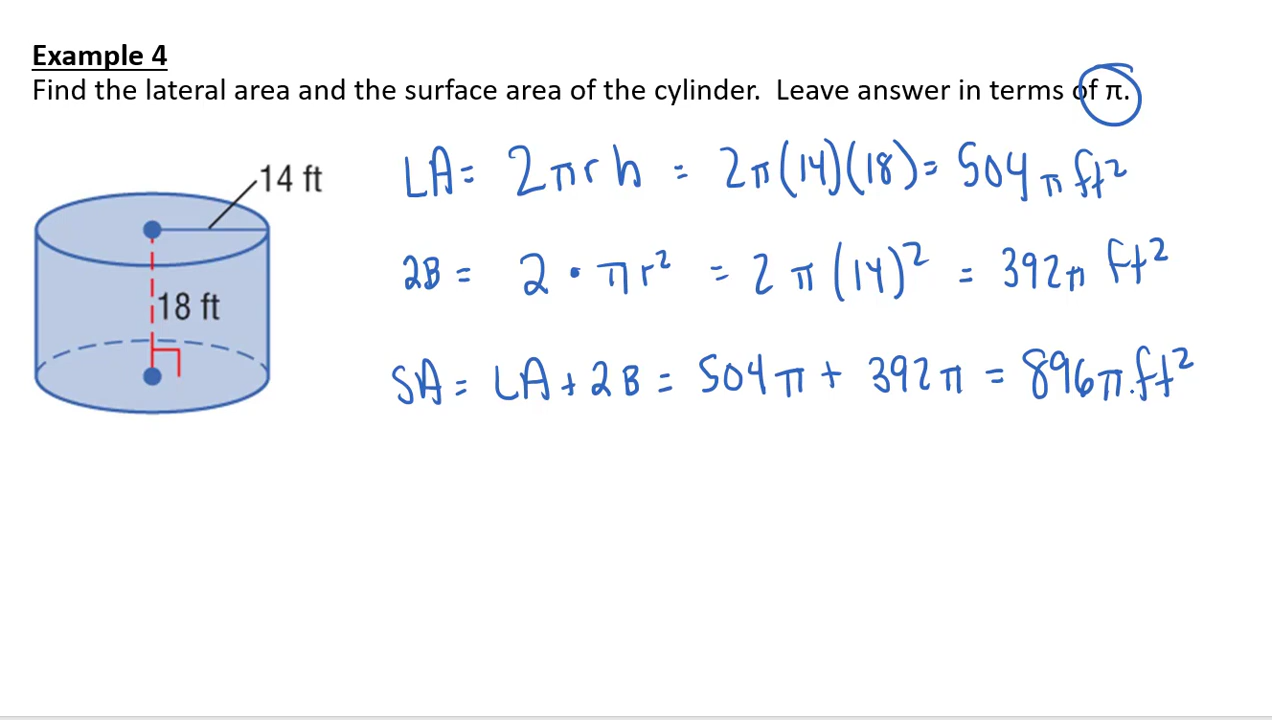 Example 4
Find the lateral area and the surface area of the cylinder. Leave answer in terms of π.
14 ft
18 ft
LA = 2πrh = 2π(14)(18) = 504π ft²
2B = 2 · πr² = 2π(14)² = 392π ft²
SA = LA + 2B = 504π + 392π = 896π ft²